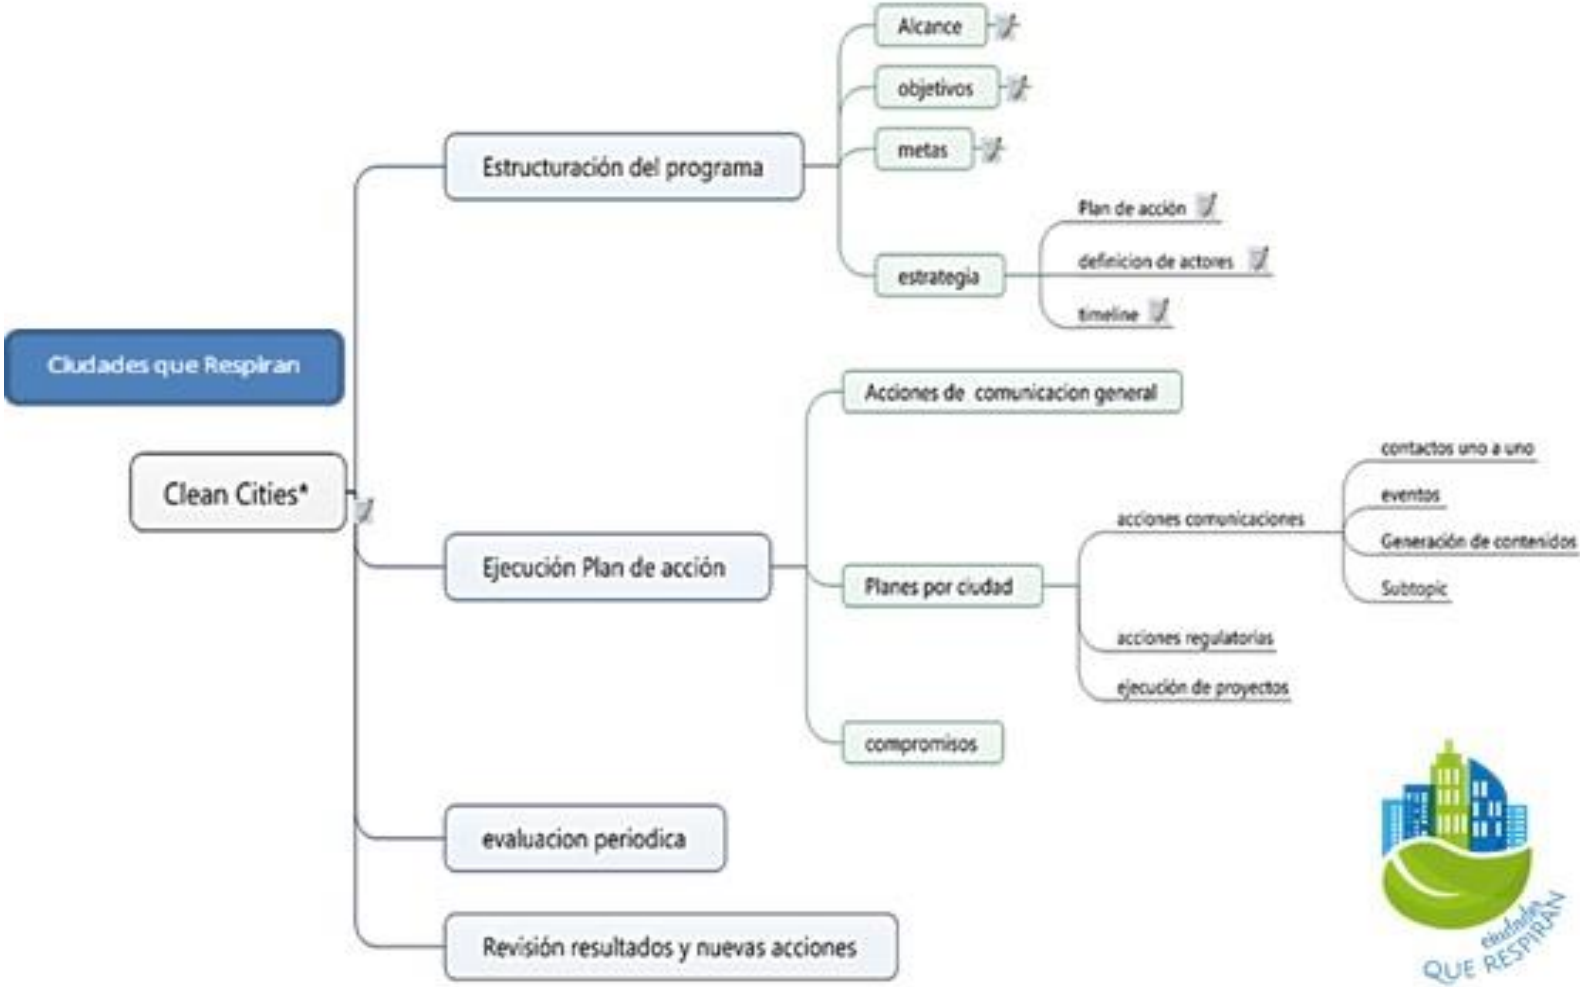 Alcance
objetivos
metas
Estructuración del programa
Plan de acción
definicion de actores
estrategia
timeline
Ciudades que Respiran
Acciones de comunicacion general
contactos uno a uno
Clean Cities*
eventos
acciones comunicaciones
Generación de contenidos
Ejecución Plan de acción
Planes por ciudad
Subtopic
acciones regulatorias
ejecución de proyectos
compromisos
evaluacion periodica
Revisión resultados y nuevas acciones
ciudades
QUE RESPIRAN